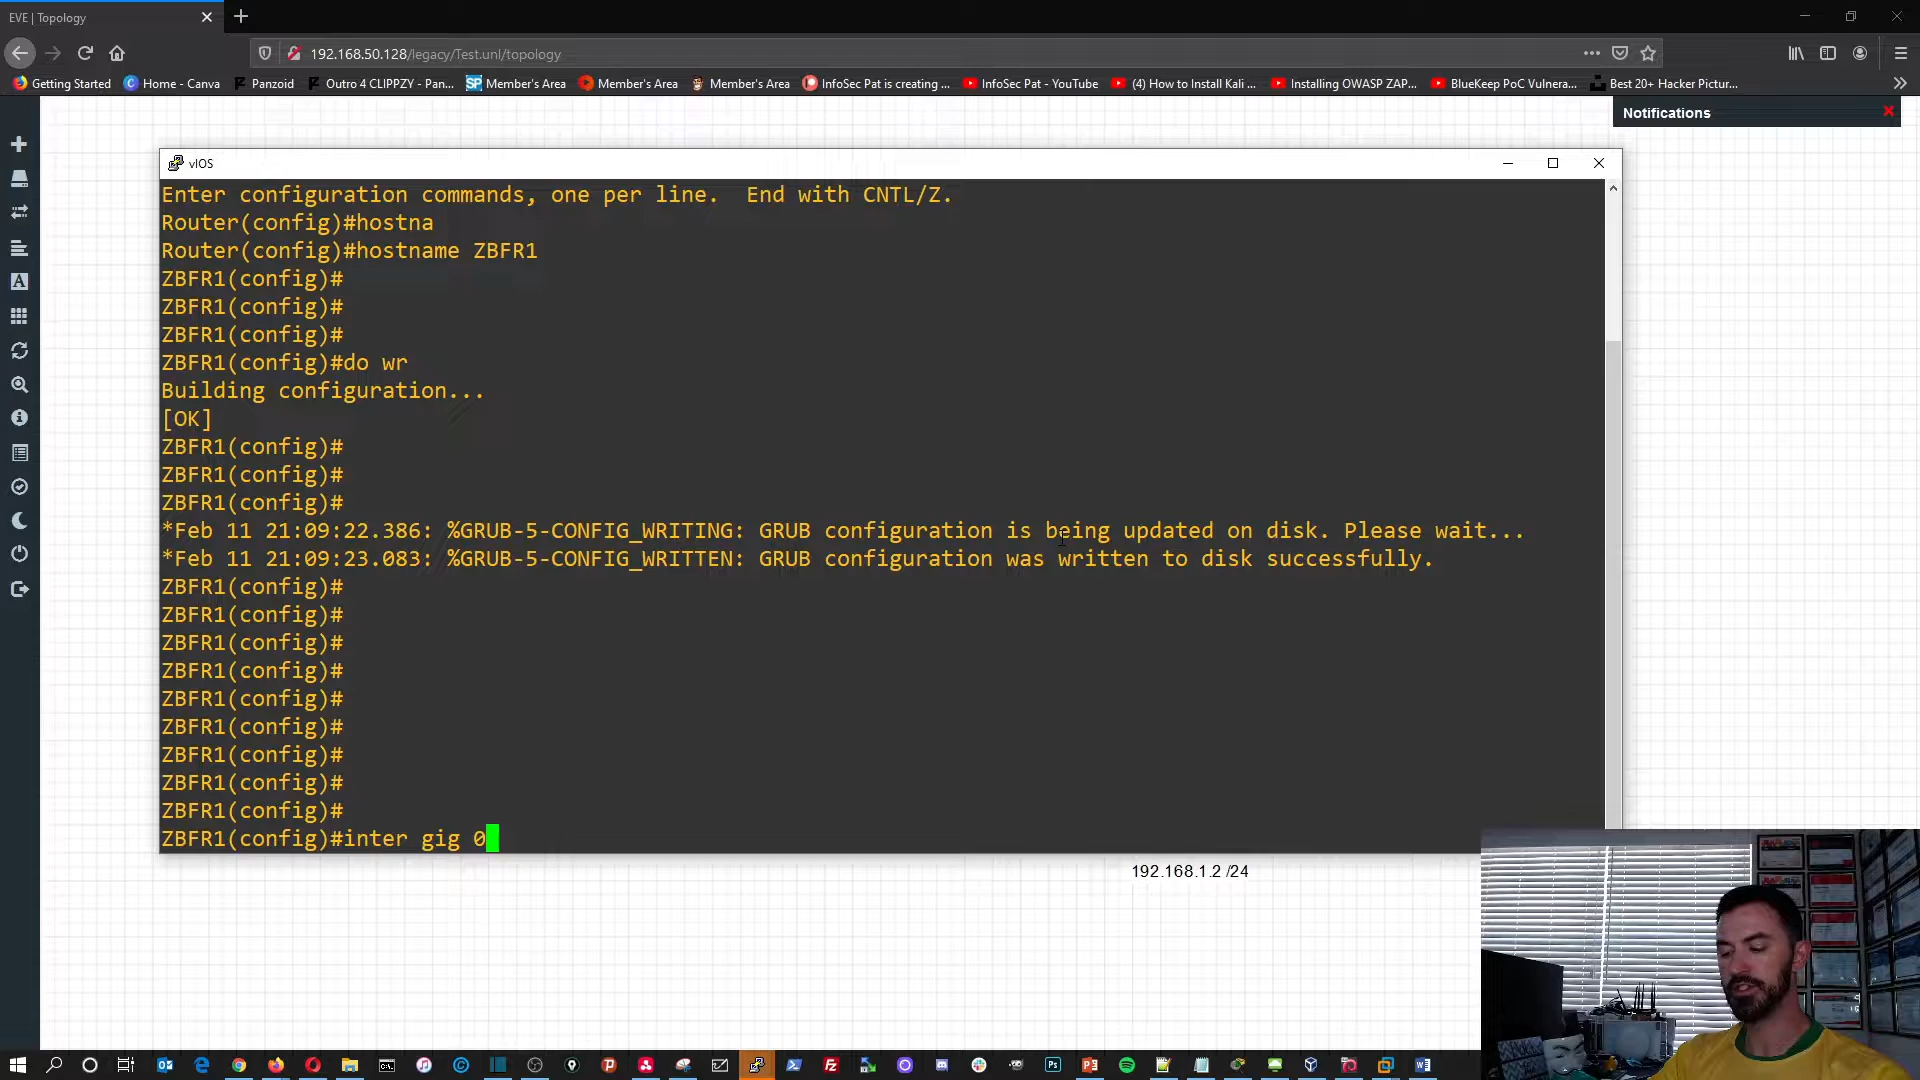 EVE | Topology
192.168.50.128/legacy/Test.unl/topology
Getting Started
Home - Canva
Panzoid
Outro 4 CLIPPZY - Pan...
SP Member's Area
Member's Area
Member's Area
InfoSec Pat is creating ...
InfoSec Pat - YouTube
(4) How to Install Kali ...
Installing OWASP ZAP...
BlueKeep PoC Vulnera...
Best 20+ Hacker Pictur...
Notifications
vIOS
Enter configuration commands, one per line.  End with CNTL/Z.
Router(config)#hostna
Router(config)#hostname ZBFR1
ZBFR1(config)#
ZBFR1(config)#
ZBFR1(config)#
ZBFR1(config)#do wr
Building configuration...
[OK]
ZBFR1(config)#
ZBFR1(config)#
ZBFR1(config)#
*Feb 11 21:09:22.386: %GRUB-5-CONFIG_WRITING: GRUB configuration is being updated on disk. Please wait...
*Feb 11 21:09:23.083: %GRUB-5-CONFIG_WRITTEN: GRUB configuration was written to disk successfully.
ZBFR1(config)#
ZBFR1(config)#
ZBFR1(config)#
ZBFR1(config)#
ZBFR1(config)#
ZBFR1(config)#
ZBFR1(config)#
ZBFR1(config)#
ZBFR1(config)#
ZBFR1(config)#inter gig 0
192.168.1.2 /24